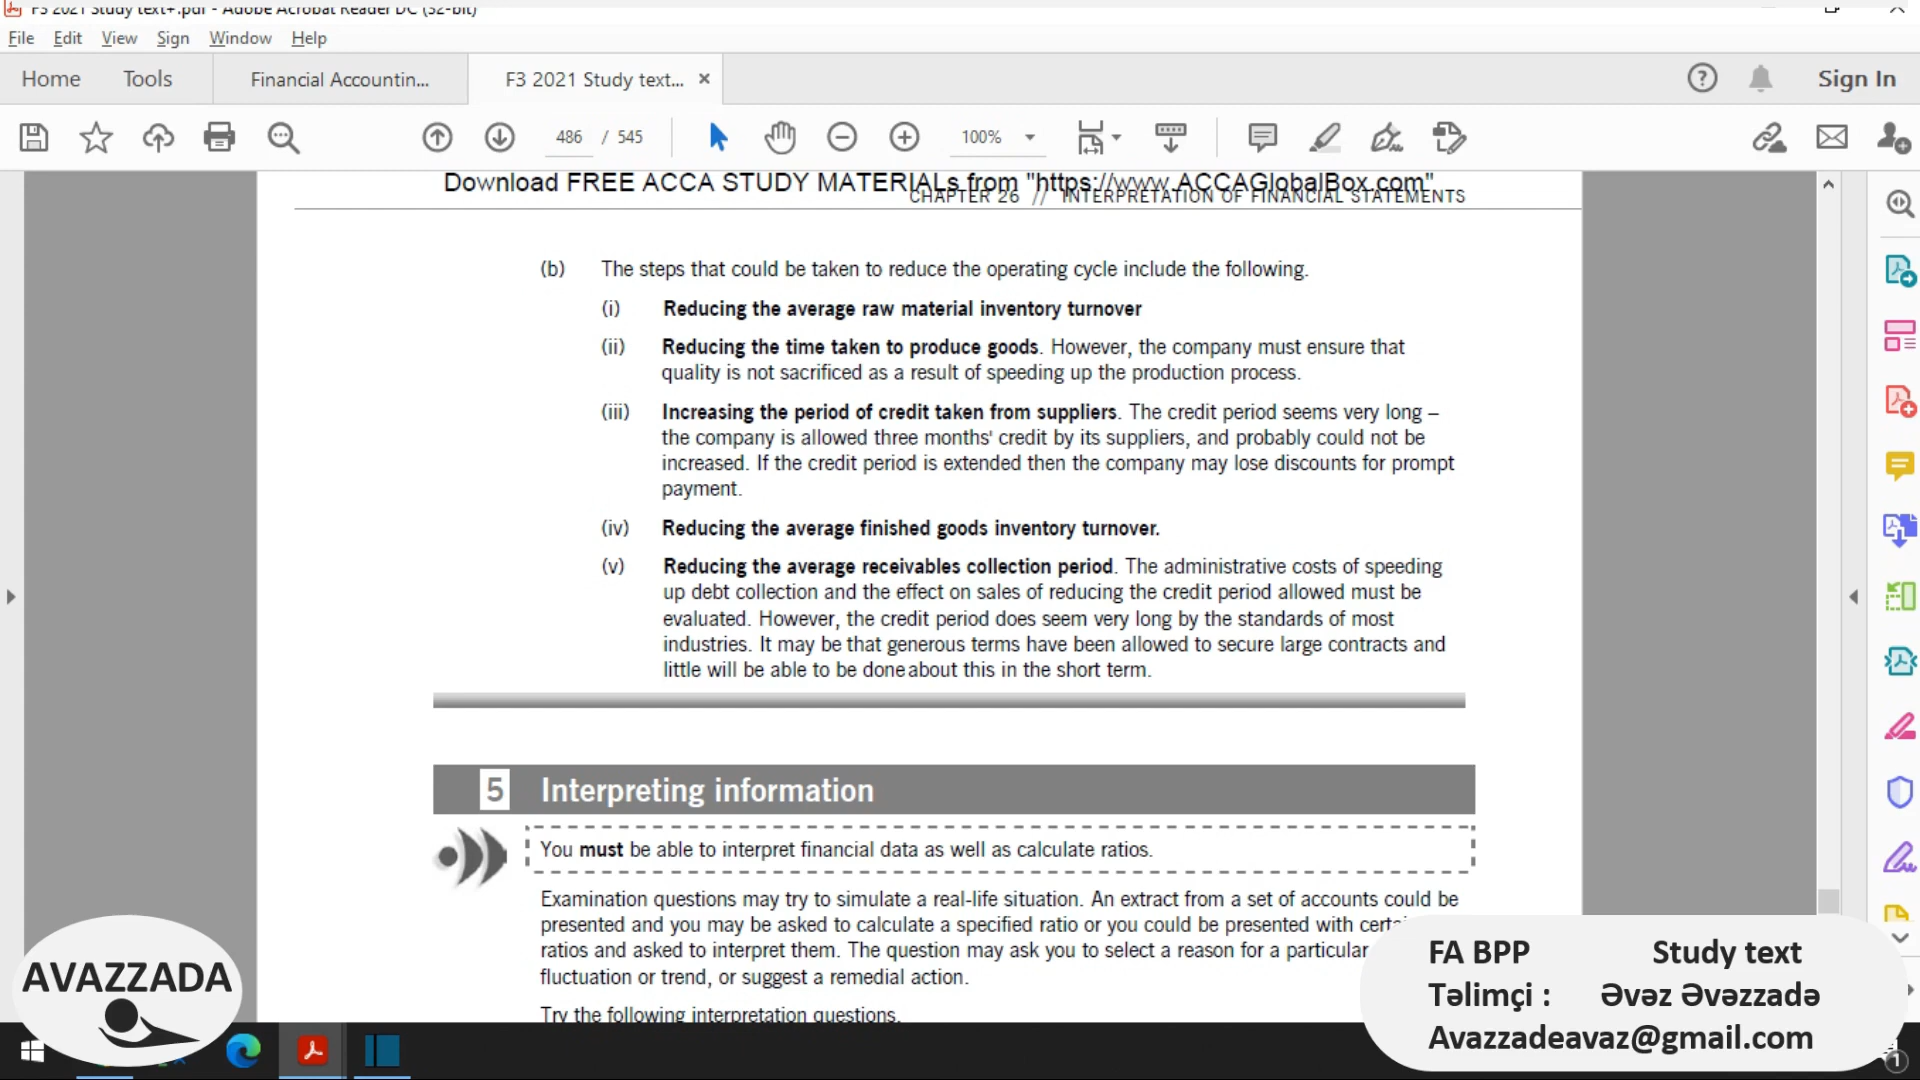 F3 2021 Study text+.pdf - Adobe Acrobat Reader DC (32-bit)
File Edit View Sign Window Help
Home Tools Financial Accountin... F3 2021 Study text... × Sign In
486 / 545 100%
Download FREE ACCA STUDY MATERIALs from "https://www.ACCAGlobalBox.com"
CHAPTER 26 // INTERPRETATION OF FINANCIAL STATEMENTS
(b) The steps that could be taken to reduce the operating cycle include the following.
(i) Reducing the average raw material inventory turnover
(ii) Reducing the time taken to produce goods. However, the company must ensure that
quality is not sacrificed as a result of speeding up the production process.
(iii) Increasing the period of credit taken from suppliers. The credit period seems very long –
the company is allowed three months' credit by its suppliers, and probably could not be
increased. If the credit period is extended then the company may lose discounts for prompt
payment.
(iv) Reducing the average finished goods inventory turnover.
(v) Reducing the average receivables collection period. The administrative costs of speeding
up debt collection and the effect on sales of reducing the credit period allowed must be
evaluated. However, the credit period does seem very long by the standards of most
industries. It may be that generous terms have been allowed to secure large contracts and
little will be able to be done about this in the short term.
5 Interpreting information
You must be able to interpret financial data as well as calculate ratios.
Examination questions may try to simulate a real-life situation. An extract from a set of accounts could be
presented and you may be asked to calculate a specified ratio or you could be presented with
ratios and asked to interpret them. The question may ask you to select a reason for a particular
fluctuation or trend, or suggest a remedial action.
Try the following interpretation questions.
AVAZZADA
FA BPP Study text
Təlimçi : Əvəz Əvəzzadə
Avazzadeavaz@gmail.com
1